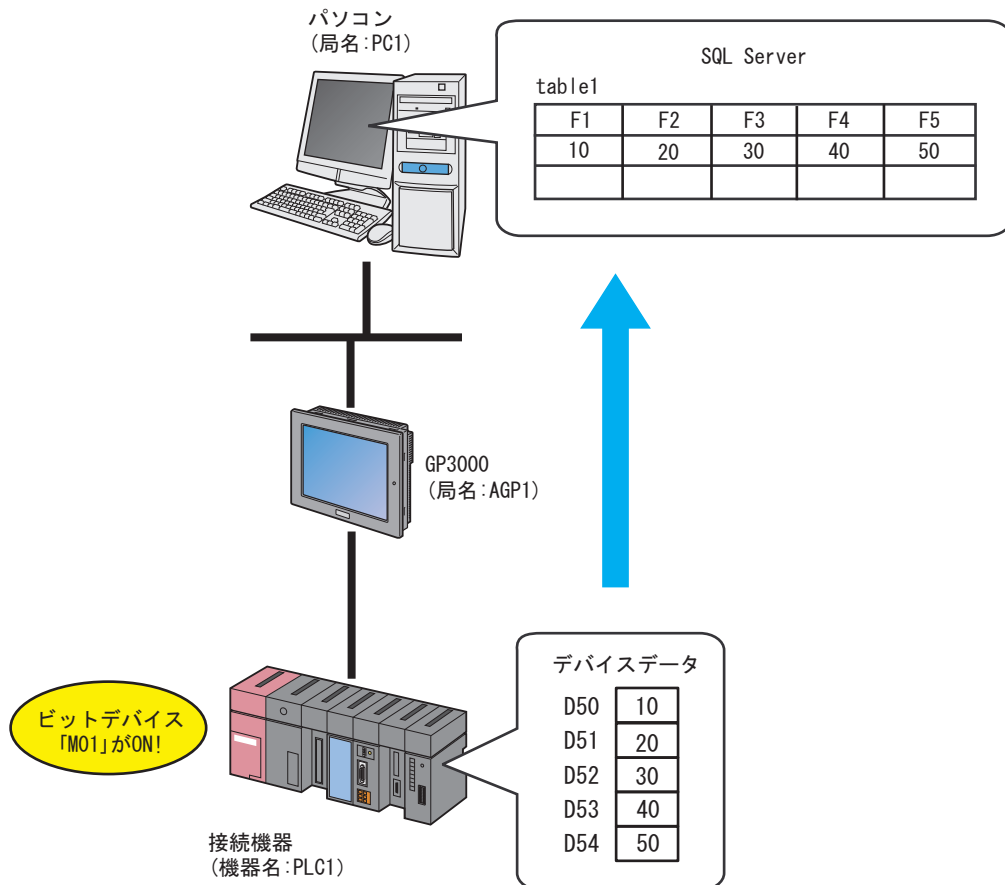 パソコン
(局名:PC1)
SQL Server
table1
F1 F2 F3 F4 F5
10 20 30 40 50
GP3000
(局名:AGP1)
ビットデバイス
「M01」がON!
デバイスデータ
D50 10
D51 20
D52 30
D53 40
D54 50
接続機器
(機器名:PLC1)